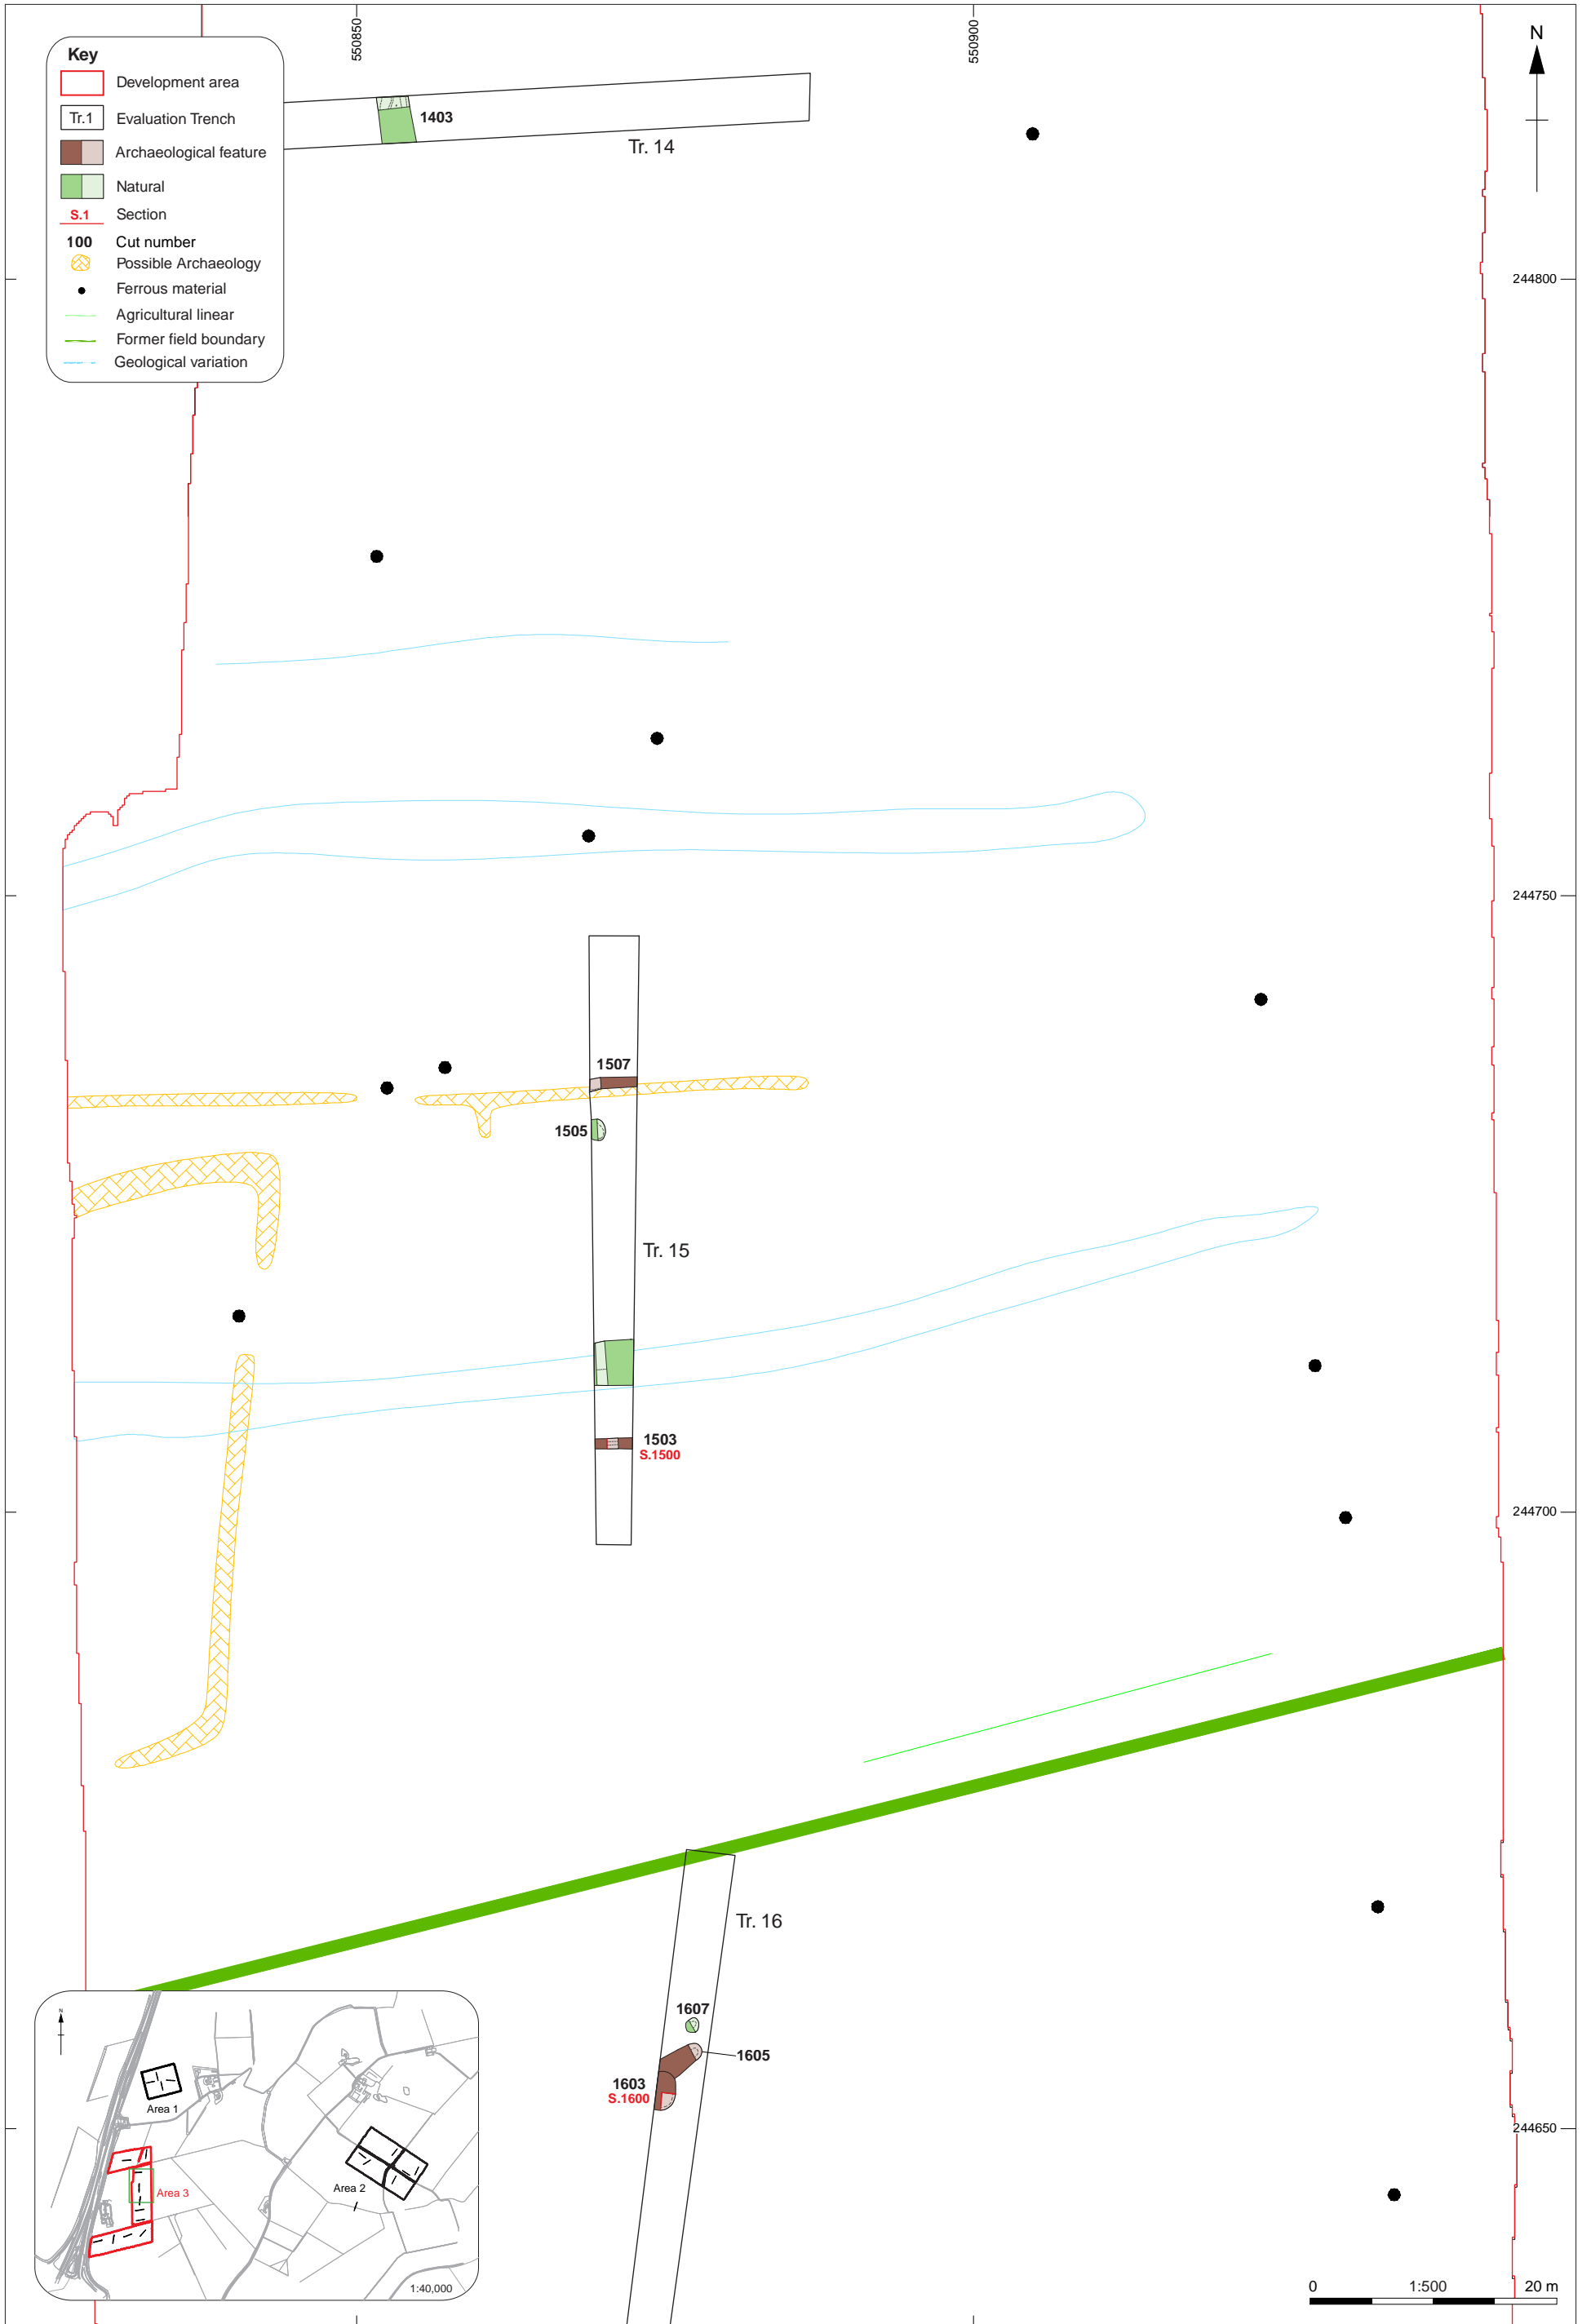 550850
550900
N
Key
Development area
Tr.1 Evaluation Trench
Archaeological feature
Natural
S.1 Section
100 Cut number
Possible Archaeology
Ferrous material
Agricultural linear
Former field boundary
Geological variation
1403
Tr. 14
244800
244750
1507
1505
Tr. 15
1503
S.1500
244700
Tr. 16
1607
1605
1603
S.1600
244650
N
Area 1
Area 2
Area 3
1:40,000
0 1:500 20 m